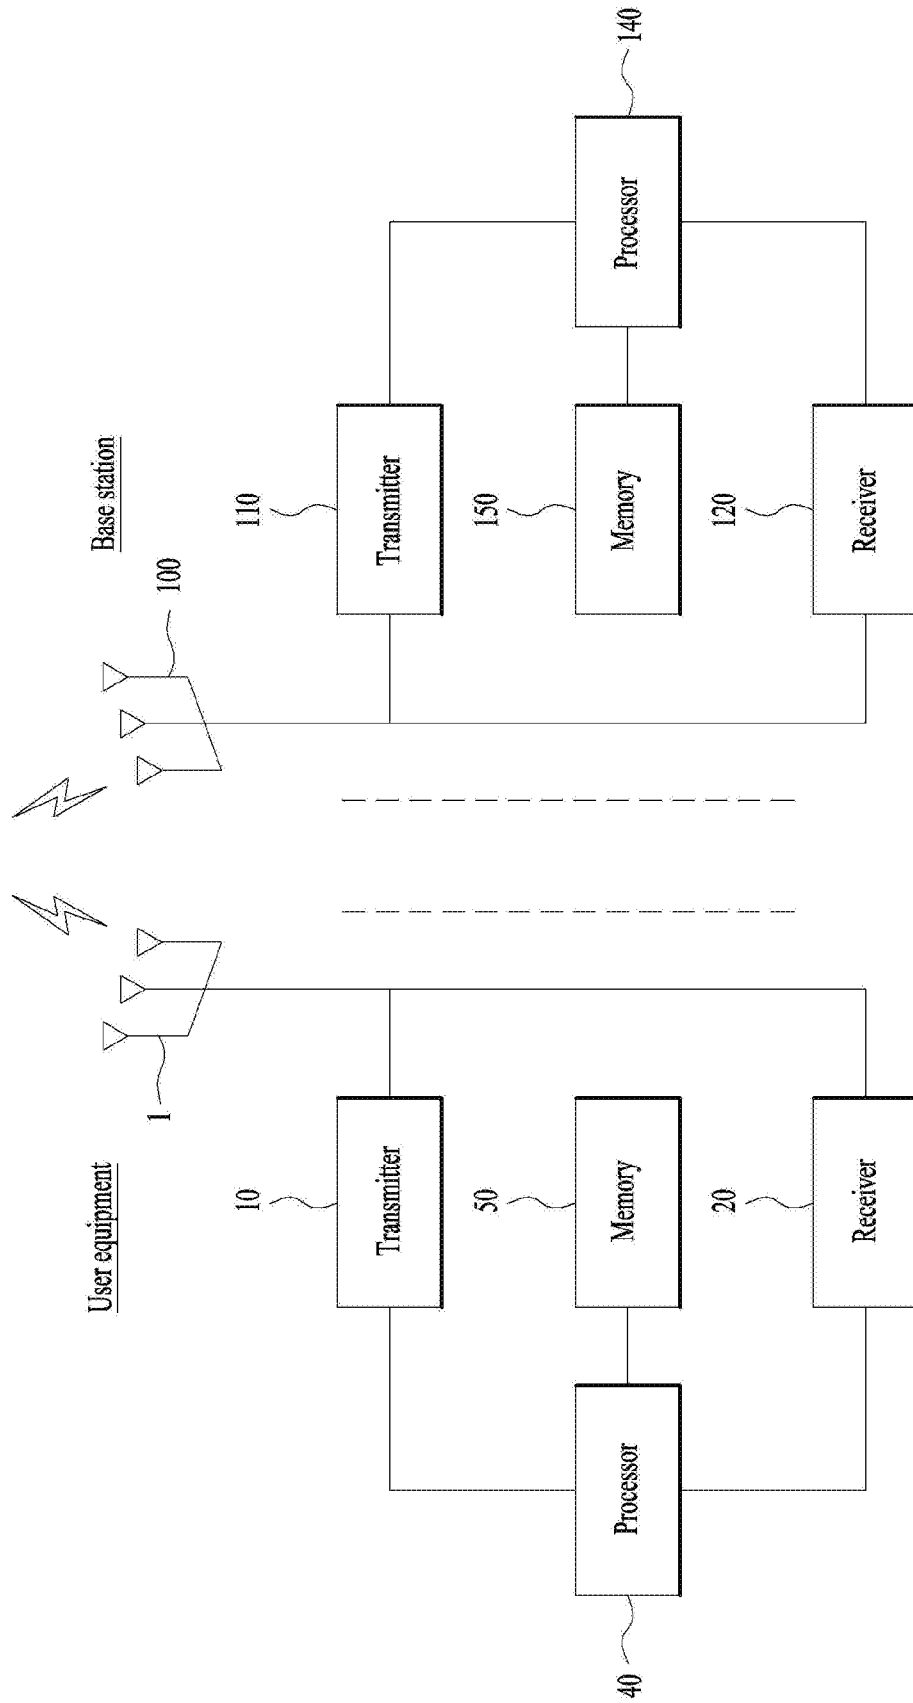 User equipment
Base station
1
100
10
110
Transmitter
Transmitter
40
Processor
50
Memory
150
Memory
Processor
140
20
120
Receiver
Receiver